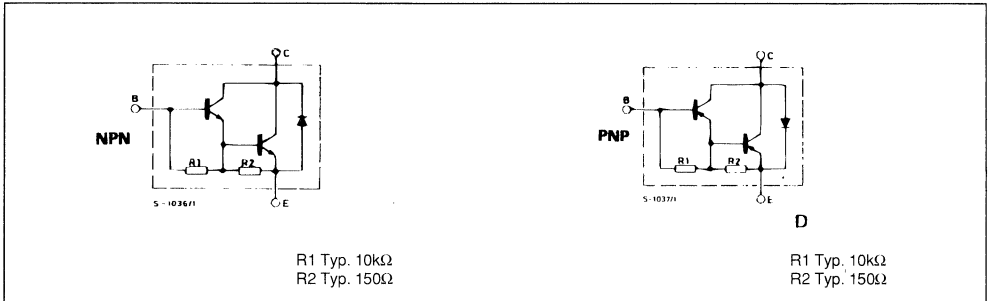 C
B
NPN
R1 R2
S-1036/1
E
R1 Typ. 10kΩ
R2 Typ. 150Ω
C
B
PNP
R1 R2
S-1037/1
E
D
R1 Typ. 10kΩ
R2 Typ. 150Ω